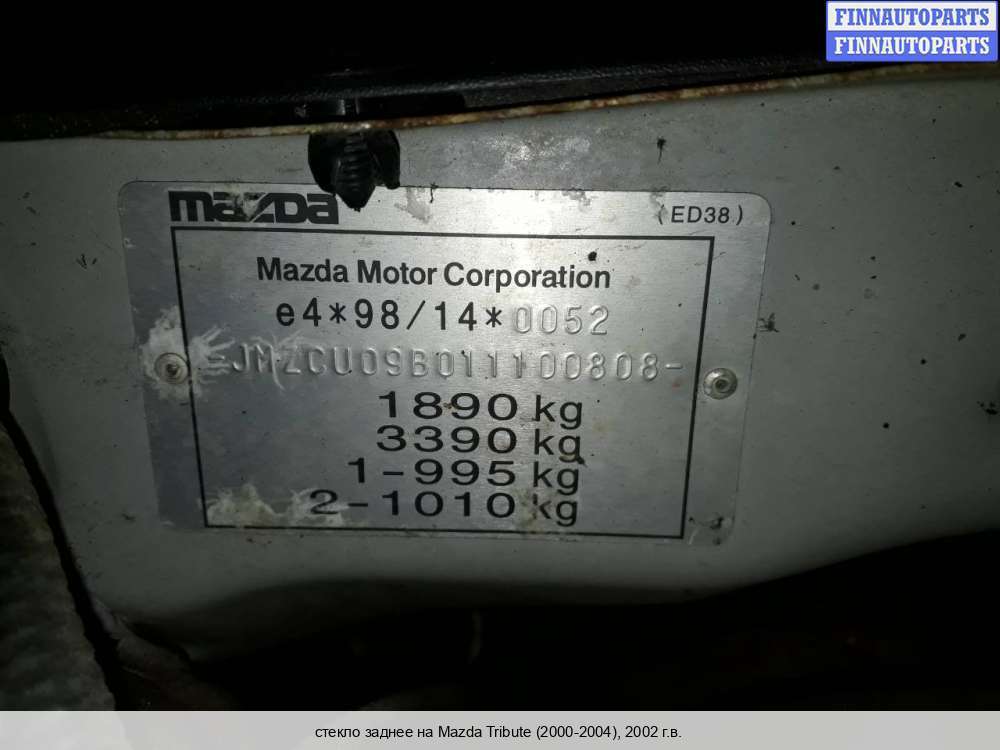 FINNAUTOPARTS
FINNAUTOPARTS
mazda
(ED38)
Mazda Motor Corporation
e4*98/14*0052
JMZCU09B011100808-
1890 kg
3390 kg
1-995 kg
2-1010 kg
стекло заднее на Mazda Tribute (2000-2004), 2002 г.в.